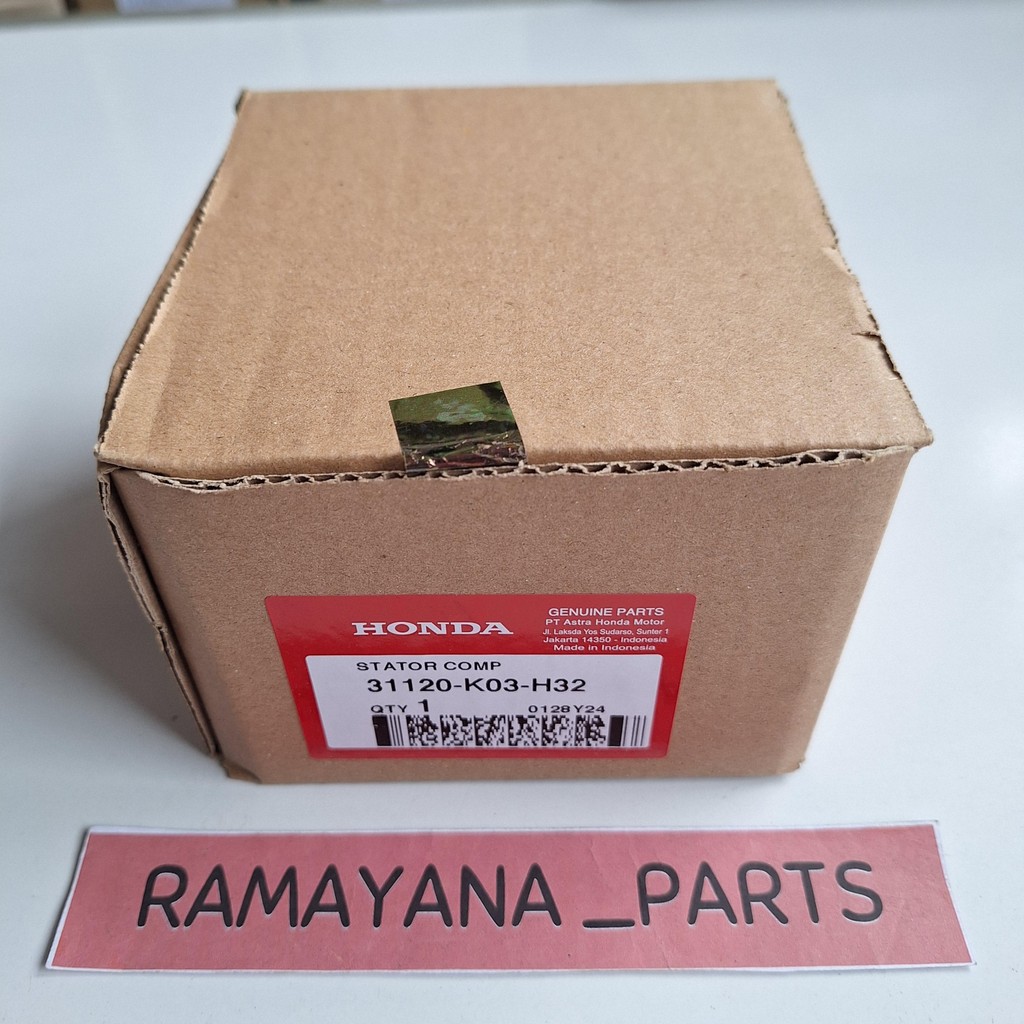 HONDA
GENUINE PARTS
PT Astra Honda Motor
Jl. Laksda Yos Sudarso, Sunter 1
Jakarta 14350 - Indonesia
Made in Indonesia
STATOR COMP
31120-K03-H32
QTY 1 0128Y24
RAMAYANA _PARTS